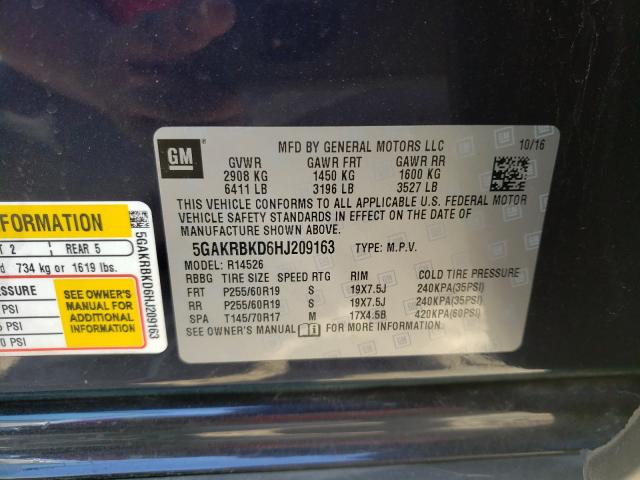 GM
MFD BY GENERAL MOTORS LLC 10/16
GVWR GAWR FRT GAWR RR
2908 KG 1450 KG 1600 KG
6411 LB 3196 LB 3527 LB
THIS VEHICLE CONFORMS TO ALL APPLICABLE U.S. FEDERAL MOTOR
VEHICLE SAFETY STANDARDS IN EFFECT ON THE DATE OF
MANUFACTURE SHOWN ABOVE.
5GAKRBKD6HJ209163 TYPE: M.P.V.
MODEL: R14526
RBBG TIRE SIZE SPEED RTG RIM COLD TIRE PRESSURE
FRT P255/60R19 S 19X7.5J 240KPA(35PSI)
RR P255/60R19 S 19X7.5J 240KPA(35PSI)
SPA T145/70R17 M 17X4.5B 420KPA(60PSI)
SEE OWNER'S MANUAL FOR MORE INFORMATION.
FORMATION
2 REAR 5
734 kg or 1619 lbs.
SEE OWNER'S
MANUAL FOR
ADDITIONAL
INFORMATION
PSI
PSI
0 PSI
5GAKRBKD6HJ209163